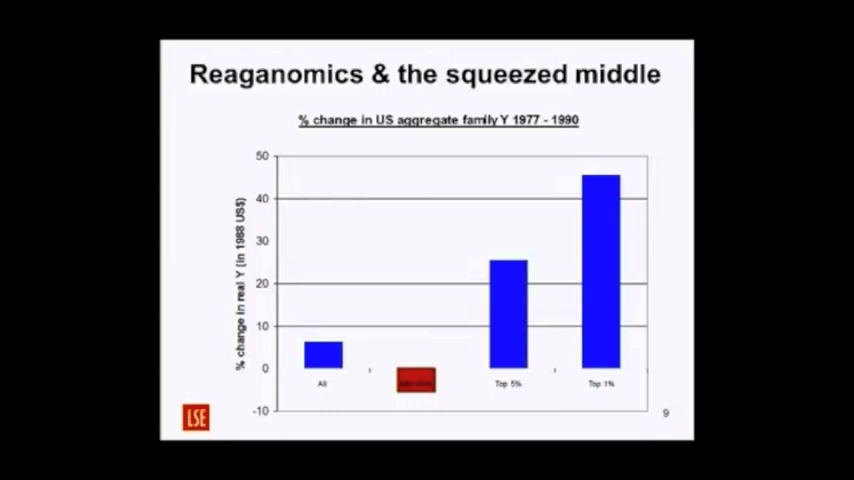 Reaganomics & the squeezed middle
% change in US aggregate family Y 1977 - 1990
% change in real Y (in 1988 US$)
50
40
30
20
10
0
-10
All
Top 5%
Top 1%
LSE
9